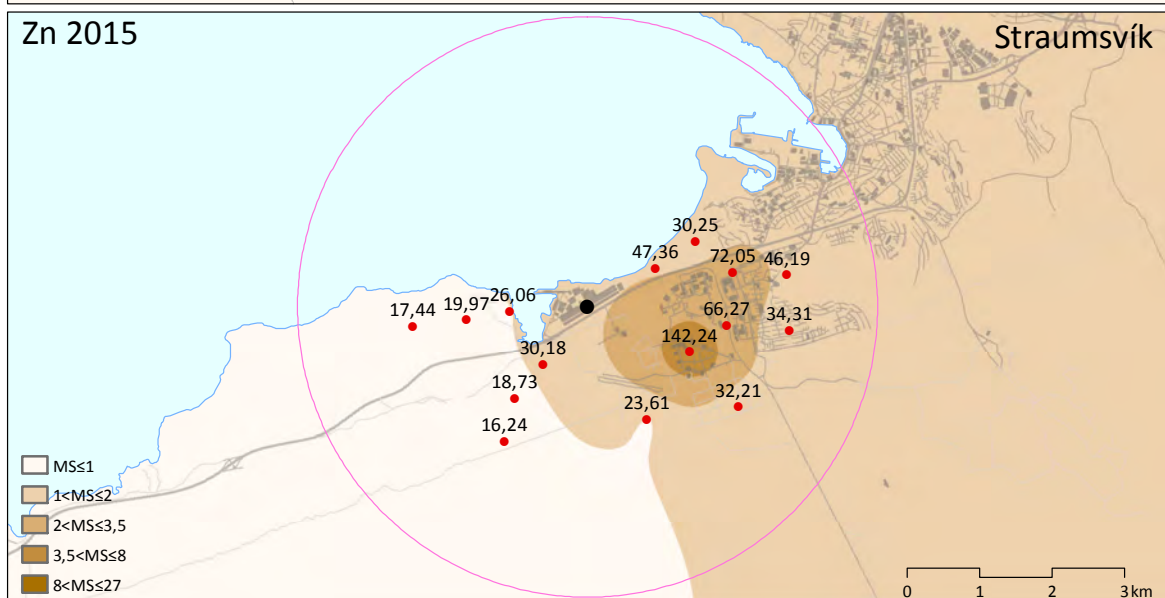 Zn 2015
Straumsvík
30,25
47,36
72,05
46,19
26,06
19,97
17,44
66,27
34,31
142,24
30,18
18,73
32,21
23,61
16,24
MS≤1
1<MS≤2
2<MS≤3,5
3,5<MS≤8
8<MS≤27
0 1 2 3 km